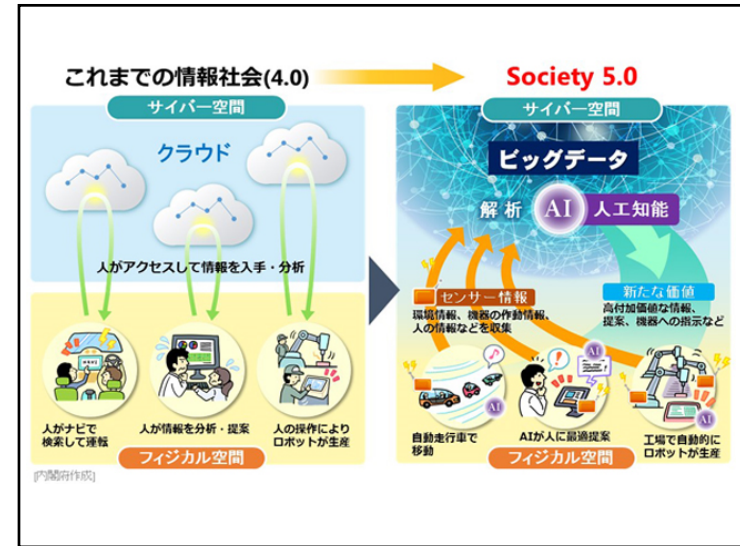 これまでの情報社会(4.0)
Society 5.0
サイバー空間
クラウド
人がアクセスして情報を入手・分析
人がナビで
検索して運転
人が情報を分析・提案
人の操作により
ロボットが生産
フィジカル空間
[内閣府作成]
サイバー空間
ビッグデータ
解析 AI 人工知能
センサー情報
環境情報、機器の作動情報、
人の情報などを収集
新たな価値
高付加価値な情報、
提案、機器への指示など
AI
自動走行車で
移動
AI
AIが人に最適提案
AI
工場で自動的に
ロボットが生産
フィジカル空間